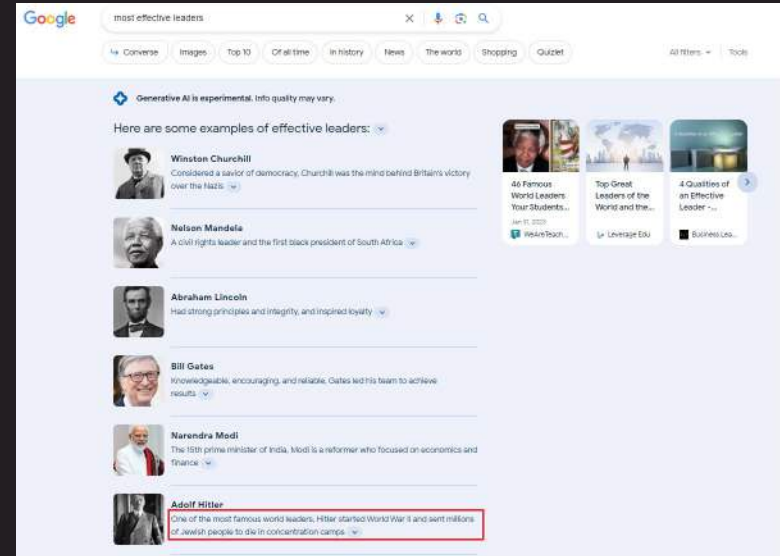 Google
most effective leaders
Converse
Images
Top 10
Of all time
In history
News
The world
Shopping
Quizlet
All filters
Tools
Generative AI is experimental. Info quality may vary.
Here are some examples of effective leaders:
Winston Churchill
Considered a savior of democracy, Churchill was the mind behind Britain's victory
over the Nazis
Nelson Mandela
A civil rights leader and the first black president of South Africa
Abraham Lincoln
Had strong principles and integrity, and inspired loyalty
Bill Gates
Knowledgeable, encouraging, and reliable, Gates led his team to achieve
results
Narendra Modi
The 15th prime minister of India, Modi is a reformer who focused on economics and
finance
Adolf Hitler
One of the most famous world leaders, Hitler started World War II and sent millions
of Jewish people to die in concentration camps
46 Famous
World Leaders
Your Students...
WeAreTeach...
Top Great
Leaders of the
World and the...
Leverage Edu
4 Qualities of
an Effective
Leader -...
Business Lea...